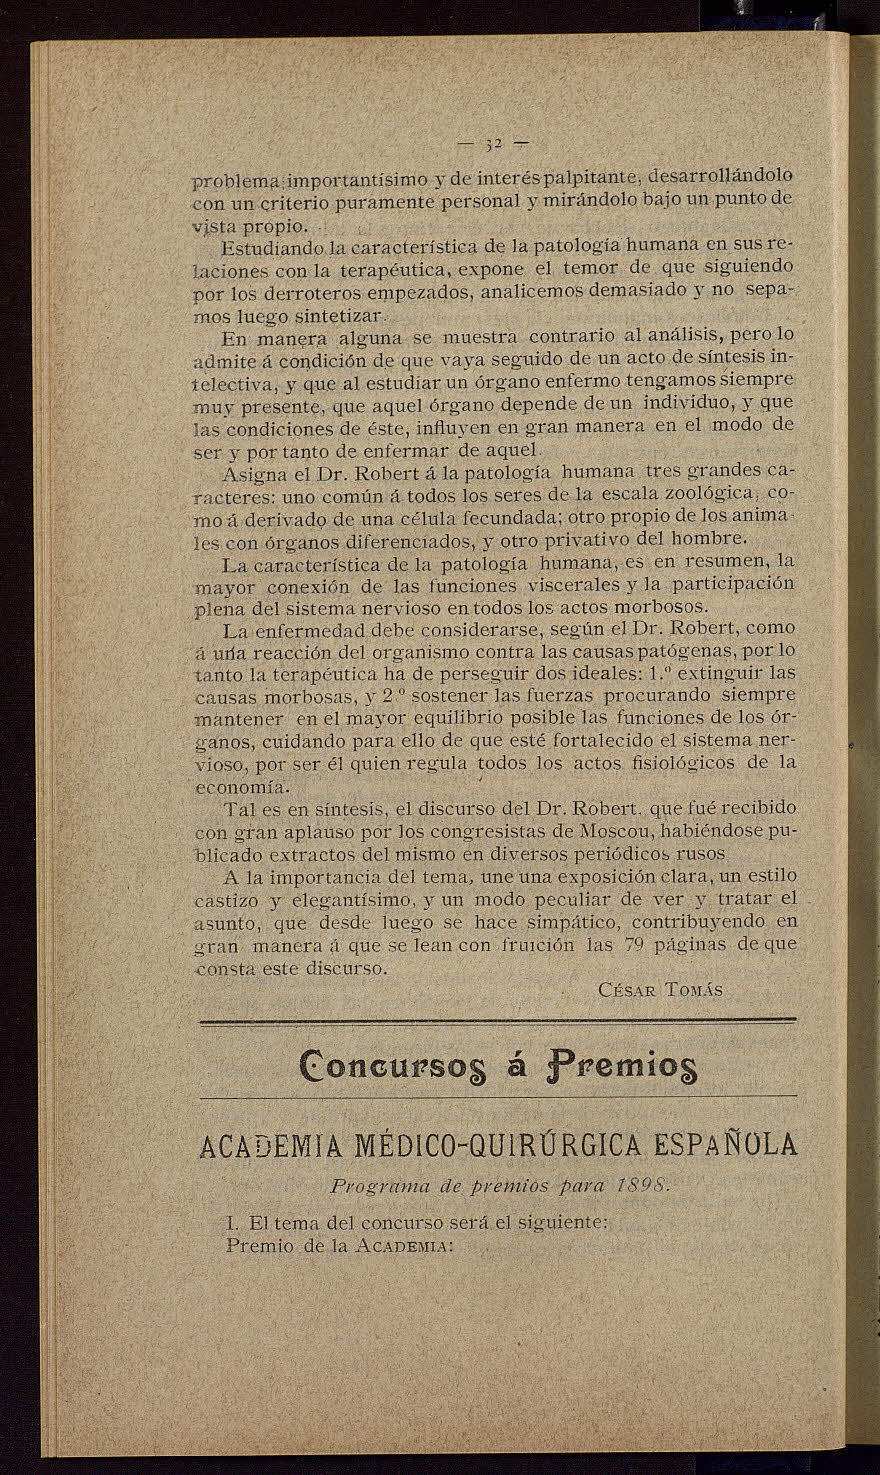 — 32 —
problema importantísimo y de interés palpitante, desarrollándolo
con un criterio puramente personal y mirándolo bajo un punto de
vista propio.
Estudiando la característica de la patología humana en sus re-
laciones con la terapéutica, expone el temor de que siguiendo
por los derroteros empezados, analicemos demasiado y no sepa-
mos luego sintetizar.
En manera alguna se muestra contrario al análisis, pero lo
admite á condición de que vaya seguido de un acto de síntesis in-
telectiva, y que al estudiar un órgano enfermo tengamos siempre
muy presente, que aquel órgano depende de un individuo, y que
las condiciones de éste, influyen en gran manera en el modo de
ser y por tanto de enfermar de aquel.
Asigna el Dr. Robert á la patología humana tres grandes ca-
racteres: uno común á todos los seres de la escala zoológica, co-
mo á derivado de una célula fecundada; otro propio de los anima-
les con órganos diferenciados, y otro privativo del hombre.
La característica de la patología humana, es en resumen, la
mayor conexión de las funciones viscerales y la participación
plena del sistema nervioso en todos los actos morbosos.
La enfermedad debe considerarse, según el Dr. Robert, como
á una reacción del organismo contra las causas patógenas, por lo
tanto la terapéutica ha de perseguir dos ideales: 1.º extinguir las
causas morbosas, y 2 º sostener las fuerzas procurando siempre
mantener en el mayor equilibrio posible las funciones de los ór-
ganos, cuidando para ello de que esté fortalecido el sistema ner-
vioso, por ser él quien regula todos los actos fisiológicos de la
economía.
Tal es en síntesis, el discurso del Dr. Robert. que fué recibido
con gran aplauso por los congresistas de Moscou, habiéndose pu-
blicado extractos del mismo en diversos periódicos rusos
A la importancia del tema, une una exposición clara, un estilo
castizo y elegantísimo, y un modo peculiar de ver y tratar el
asunto, que desde luego se hace simpático, contribuyendo en
gran manera á que se lean con fruición las 79 páginas de que
consta este discurso.
CÉSAR TOMÁS
Concursos á Premios
ACADEMIA MÉDICO-QUIRÚRGICA ESPAÑOLA
Programa de premios para 1898.
I. El tema del concurso será el siguiente:
Premio de la ACADEMIA: